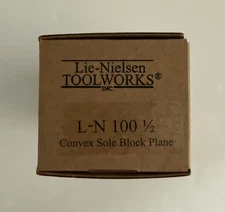 Lie-Nielsen
TOOLWORKS®
INC.
L-N 100 ½
Convex Sole Block Plane